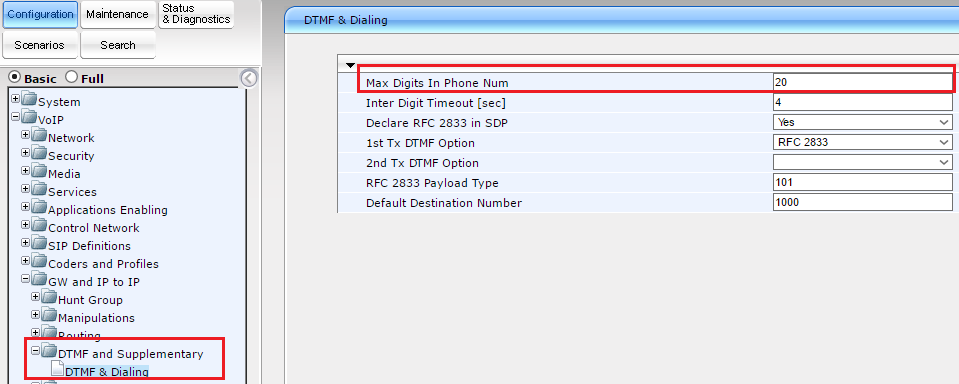 Configuration
Maintenance
Status
& Diagnostics
Scenarios
Search
Basic
Full
System
VoIP
Network
Security
Media
Services
Applications Enabling
Control Network
SIP Definitions
Coders and Profiles
GW and IP to IP
Hunt Group
Manipulations
Routing
DTMF and Supplementary
DTMF & Dialing
DTMF & Dialing
Max Digits In Phone Num 20
Inter Digit Timeout [sec] 4
Declare RFC 2833 in SDP Yes
1st Tx DTMF Option RFC 2833
2nd Tx DTMF Option
RFC 2833 Payload Type 101
Default Destination Number 1000